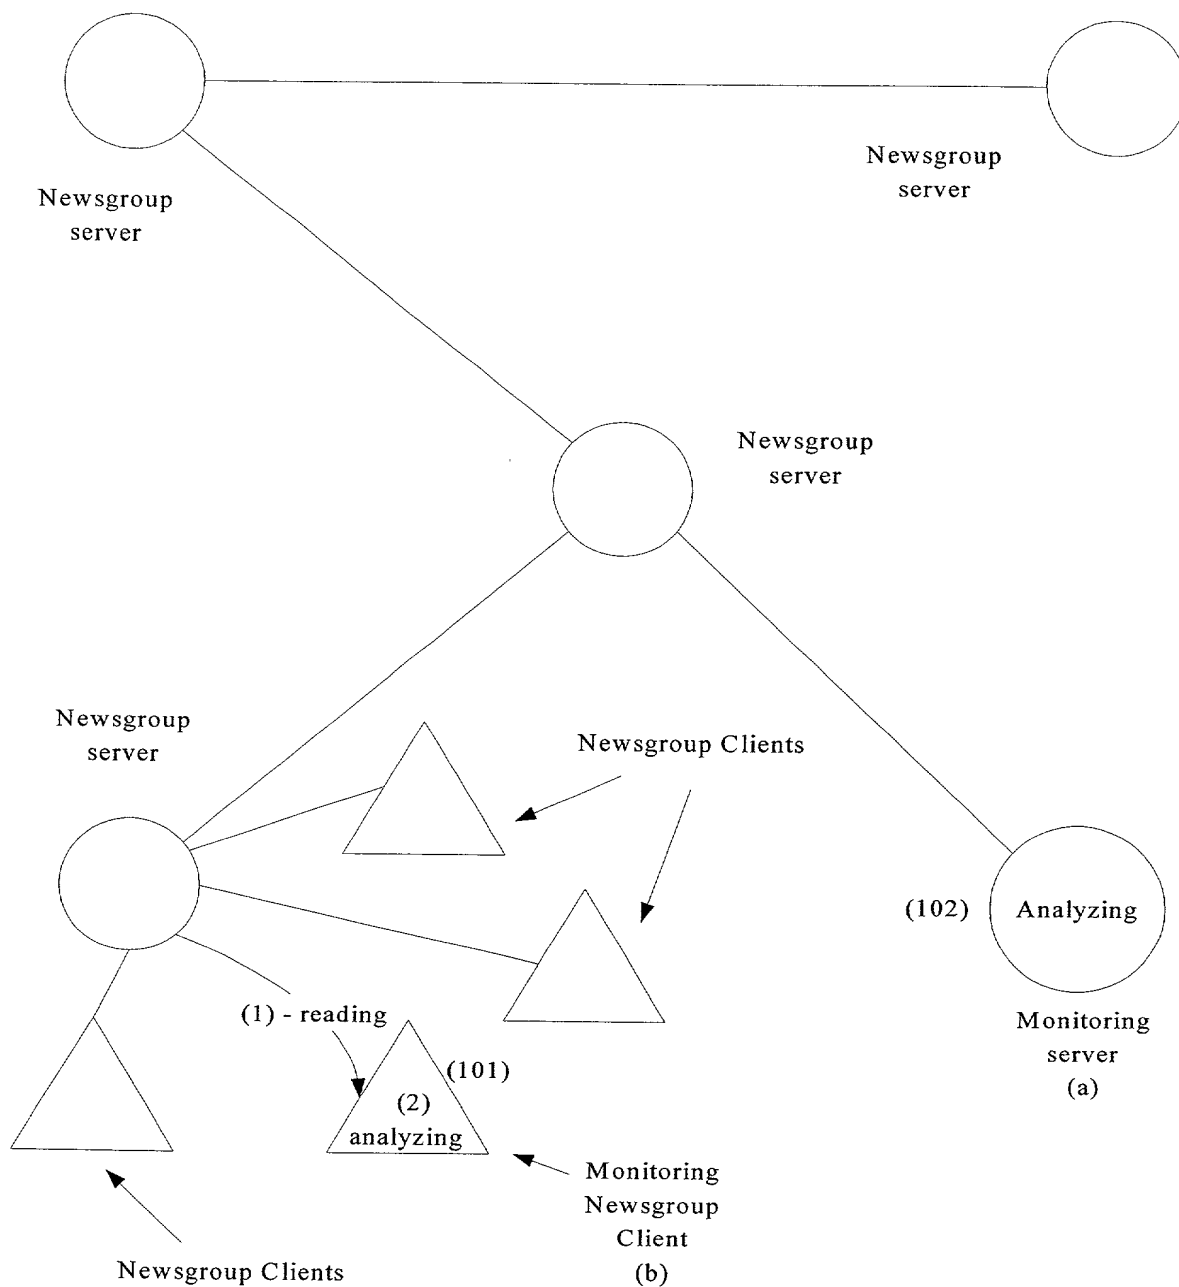 Newsgroup
server
Newsgroup
server
Newsgroup
server
Newsgroup
server
Newsgroup Clients
(102)
Analyzing
Monitoring
server
(a)
(1) - reading
(101)
(2)
analyzing
Monitoring
Newsgroup
Client
(b)
Newsgroup Clients